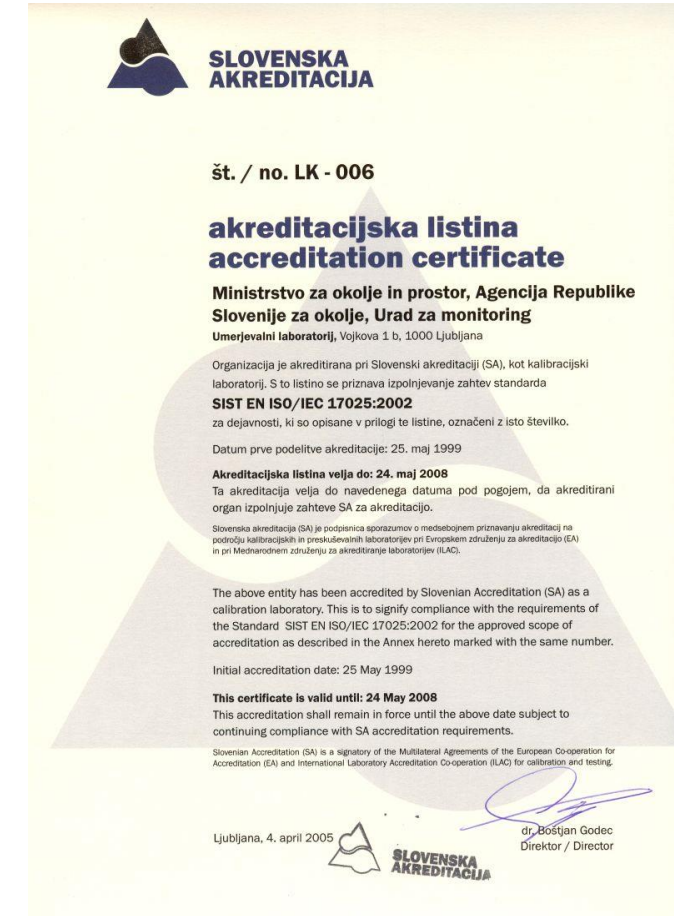 SLOVENSKA
AKREDITACIJA
št. / no. LK - 006
akreditacijska listina
accreditation certificate
Ministrstvo za okolje in prostor, Agencija Republike
Slovenije za okolje, Urad za monitoring
Umerjevalni laboratorij, Vojkova 1 b, 1000 Ljubljana
Organizacija je akreditirana pri Slovenski akreditaciji (SA), kot kalibracijski
laboratorij. S to listino se priznava izpolnjevanje zahtev standarda
SIST EN ISO/IEC 17025:2002
za dejavnosti, ki so opisane v prilogi te listine, označeni z isto številko.
Datum prve podelitve akreditacije: 25. maj 1999
Akreditacijska listina velja do: 24. maj 2008
Ta akreditacija velja do navedenega datuma pod pogojem, da akreditirani
organ izpolnjuje zahteve SA za akreditacijo.
Slovenska akreditacija (SA) je podpisnica sporazumov o medsebojnem priznavanju akreditacij na
področju kalibracijskih in preskuševalnih laboratorijev pri Evropskem združenju za akreditacijo (EA)
in pri Mednarodnem združenju za akreditiranje laboratorijev (ILAC).
The above entity has been accredited by Slovenian Accreditation (SA) as a
calibration laboratory. This is to signify compliance with the requirements of
the Standard SIST EN ISO/IEC 17025:2002 for the approved scope of
accreditation as described in the Annex hereto marked with the same number.
Initial accreditation date: 25 May 1999
This certificate is valid until: 24 May 2008
This accreditation shall remain in force until the above date subject to
continuing compliance with SA accreditation requirements.
Slovenian Accreditation (SA) is a signatory of the Multilateral Agreements of the European Co-operation for
Accreditation (EA) and International Laboratory Accreditation Co-operation (ILAC) for calibration and testing.
Ljubljana, 4. april 2005
dr. Boštjan Godec
Direktor / Director
SLOVENSKA
AKREDITACIJA